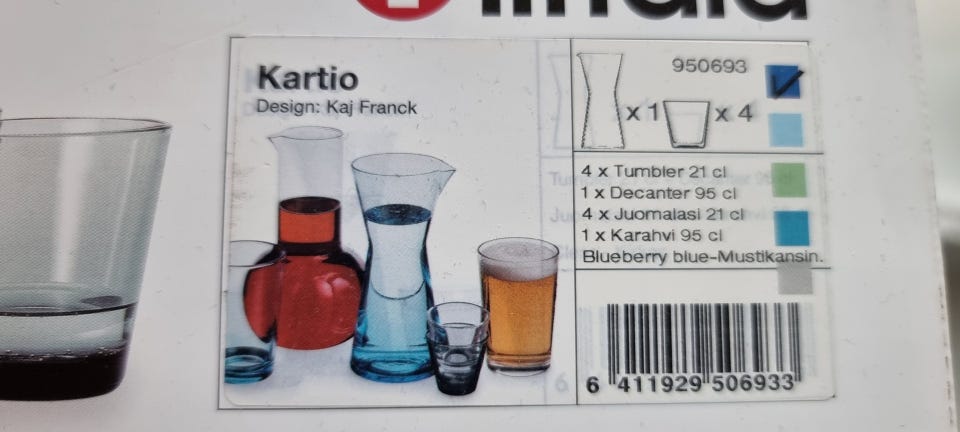 iittala
Kartio
Design: Kaj Franck
950693
x 1
x 4
4 x Tumbler 21 cl
1 x Decanter 95 cl
4 x Juomalasi 21 cl
1 x Karahvi 95 cl
Blueberry blue-Mustikansin.
6 411929 506933